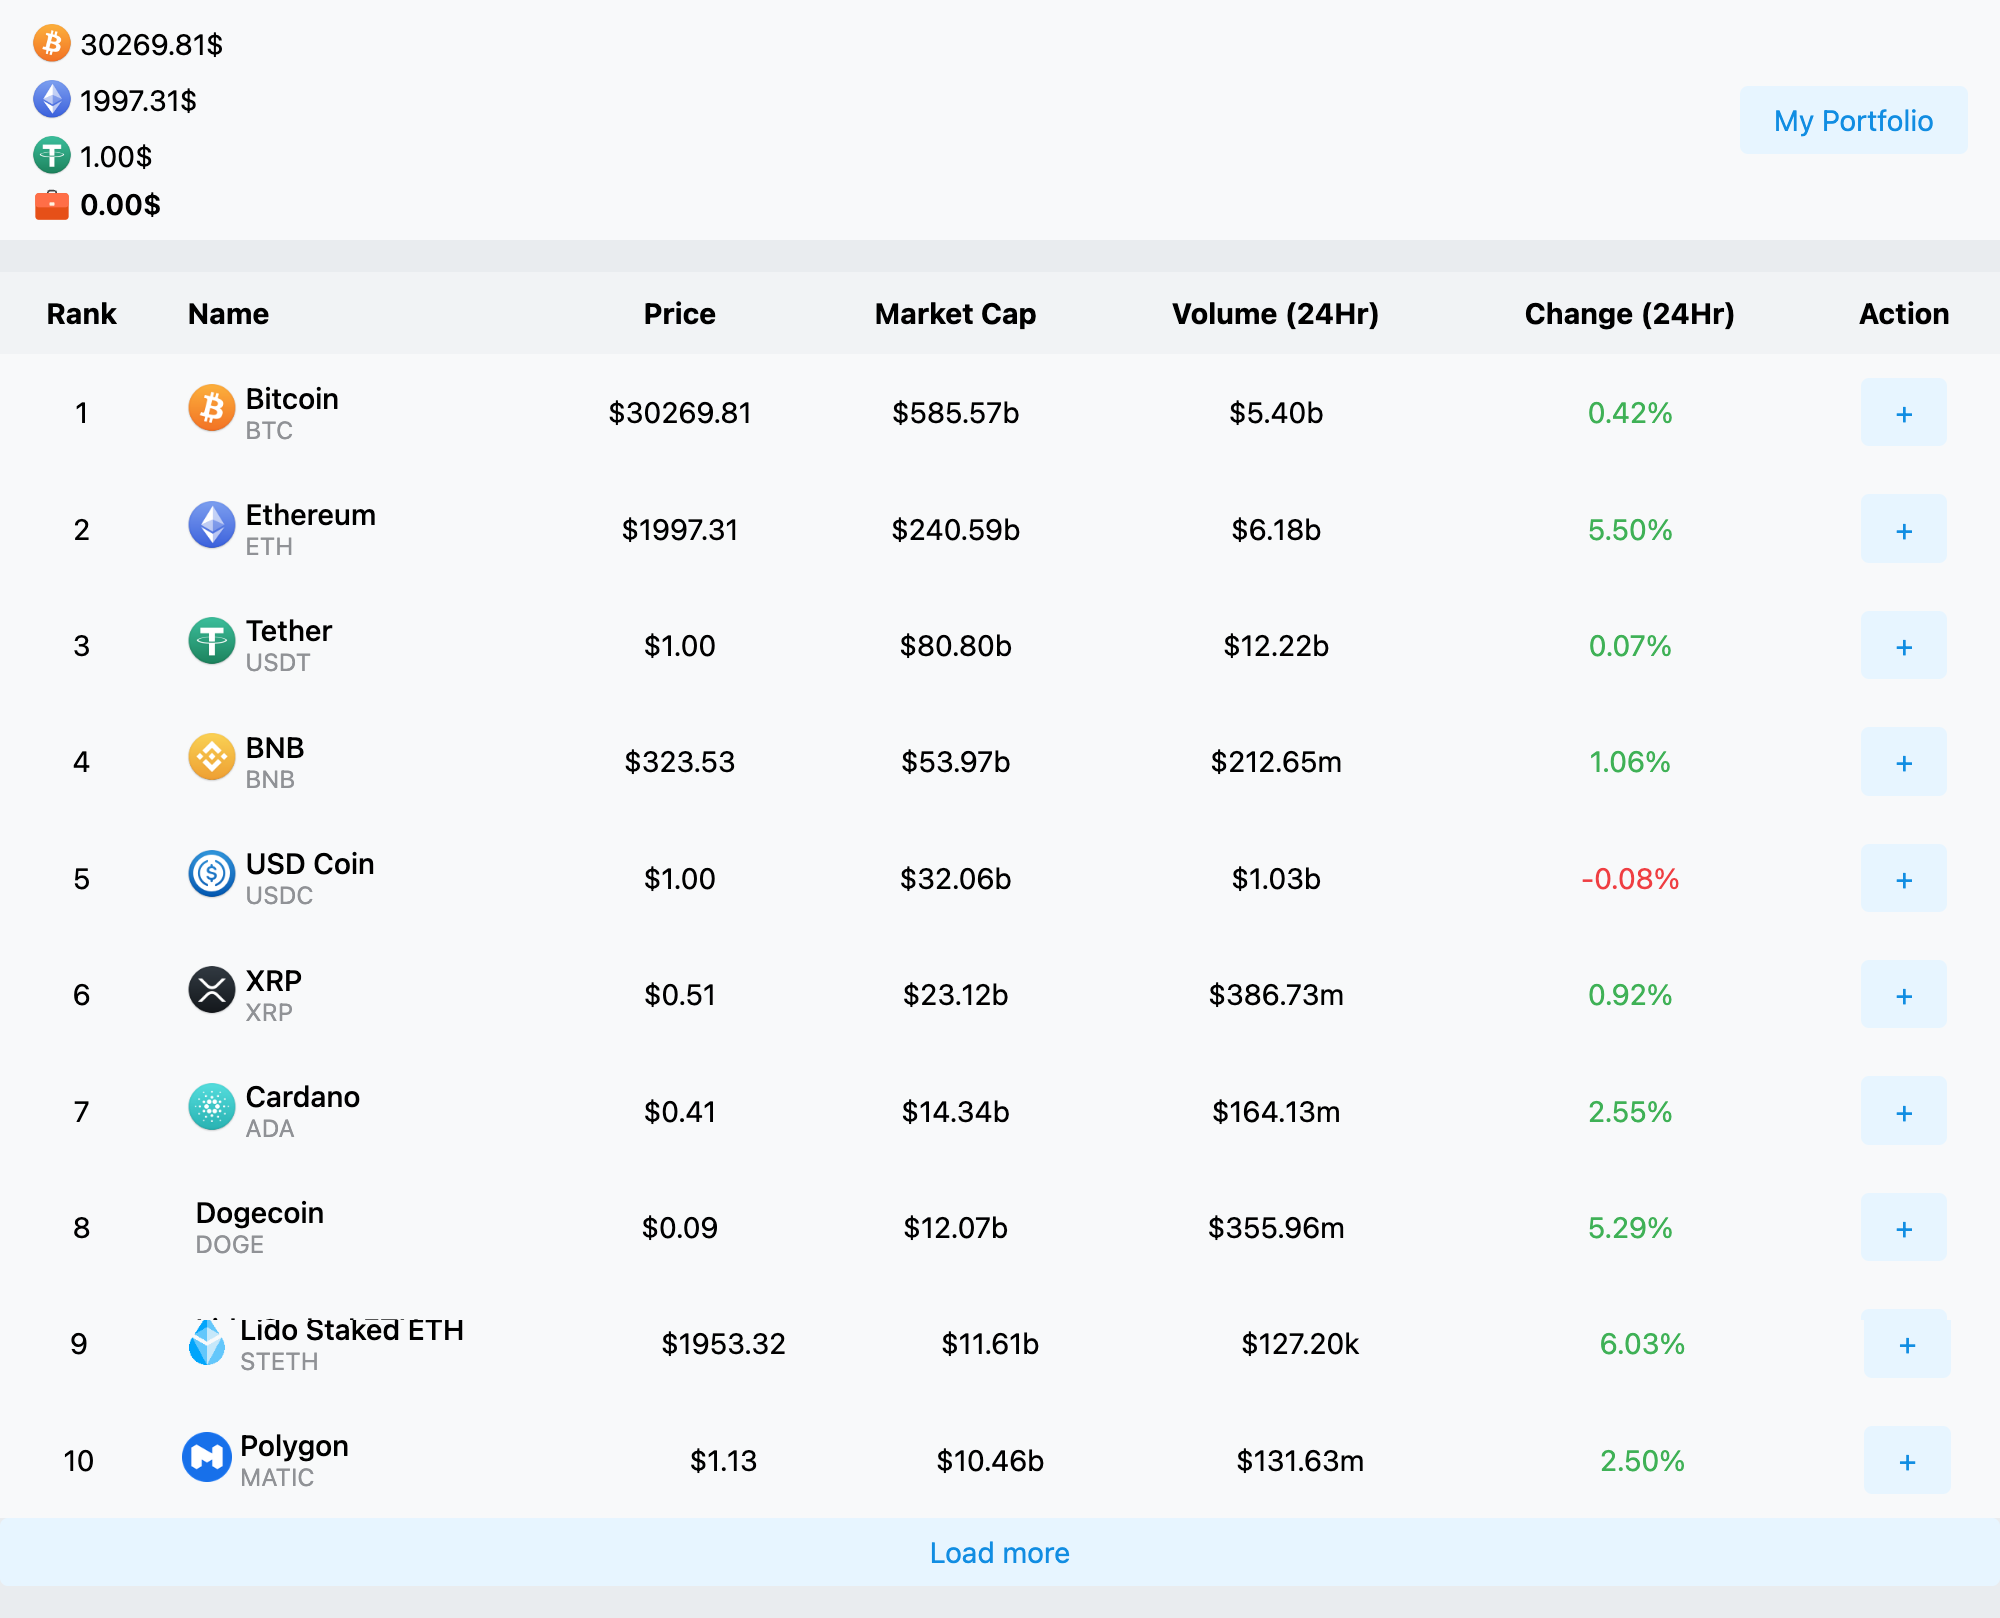 30269.81$
1997.31$
1.00$
0.00$
My Portfolio
Rank Name Price Market Cap Volume (24Hr) Change (24Hr) Action
1 Bitcoin $30269.81 $585.57b $5.40b 0.42% +
BTC
2 Ethereum $1997.31 $240.59b $6.18b 5.50% +
ETH
3 Tether $1.00 $80.80b $12.22b 0.07% +
USDT
4 BNB $323.53 $53.97b $212.65m 1.06% +
BNB
5 USD Coin $1.00 $32.06b $1.03b -0.08% +
USDC
6 XRP $0.51 $23.12b $386.73m 0.92% +
XRP
7 Cardano $0.41 $14.34b $164.13m 2.55% +
ADA
8 Dogecoin $0.09 $12.07b $355.96m 5.29% +
DOGE
9 Lido Staked ETH $1953.32 $11.61b $127.20k 6.03% +
STETH
10 Polygon $1.13 $10.46b $131.63m 2.50% +
MATIC
Load more